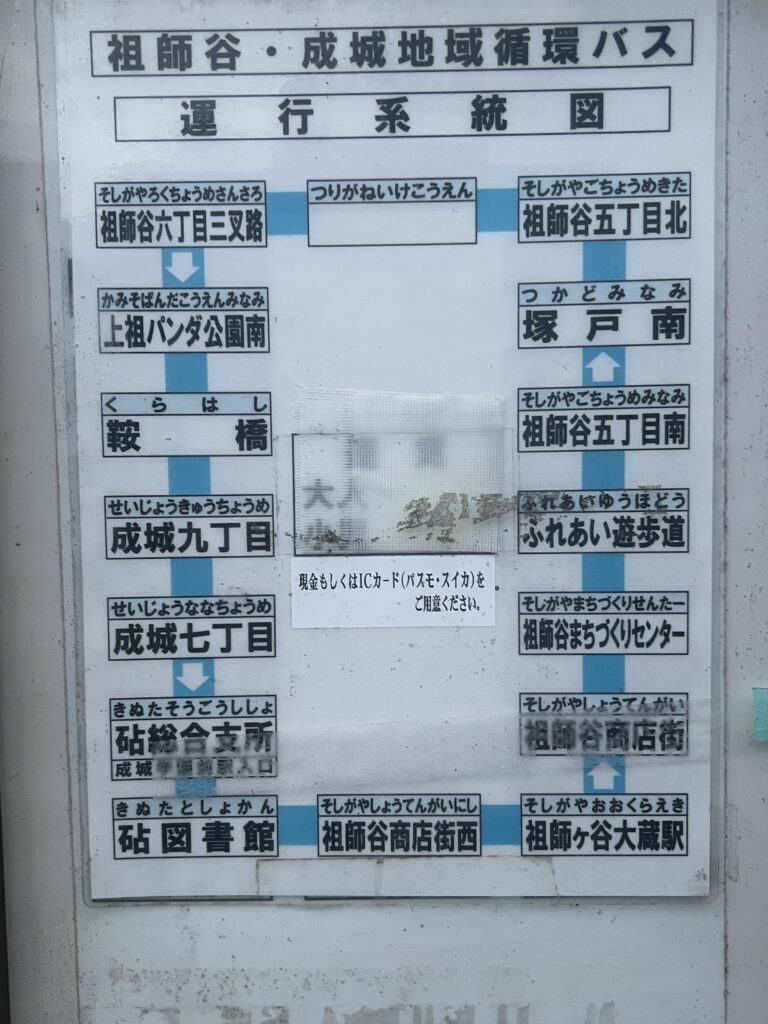 祖師谷・成城地域循環バス
運行系統図
そしがやろくちょうめさんさろ
祖師谷六丁目三叉路
つりがねいけこうえん
そしがやごちょうめきた
祖師谷五丁目北
かみそぱんだこうえんみなみ
上祖パンダ公園南
つかどみなみ
塚戸南
くらはし
鞍橋
そしがやごちょうめみなみ
祖師谷五丁目南
せいじょうきゅうちょうめ
成城九丁目
大人
ふれあいゆうほどう
ふれあい遊歩道
現金もしくはICカード(パスモ・スイカ)を
ご用意ください。
せいじょうななちょうめ
成城七丁目
そしがやまちづくりせんたー
祖師谷まちづくりセンター
きぬたそうごうししょ
砧総合支所
成城学園前駅入口
そしがやしょうてんがい
祖師谷商店街
きぬたとしょかん
砧図書館
そしがやしょうてんがいにし
祖師谷商店街西
そしがやおおくらえき
祖師ヶ谷大蔵駅